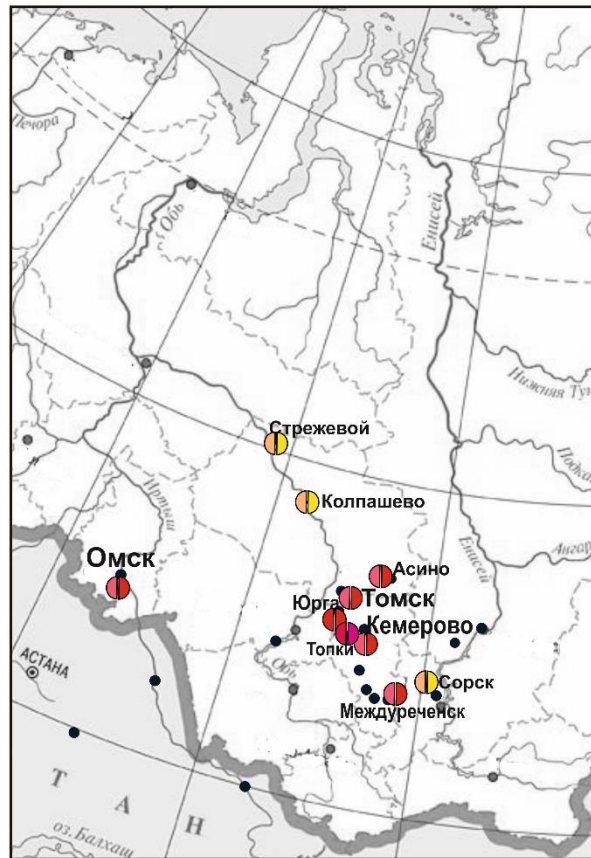 Печора
Обь
Енисей
Нижняя Тун
Подка
Стрежевой
Иртыш
Колпашево
Ангар
Енисей
Омск
Асино
Томск
Юрга
Кемерово
Топки
АСТАНА
Обь
Сорск
Междуреченск
Т А Н
оз. Балхаш